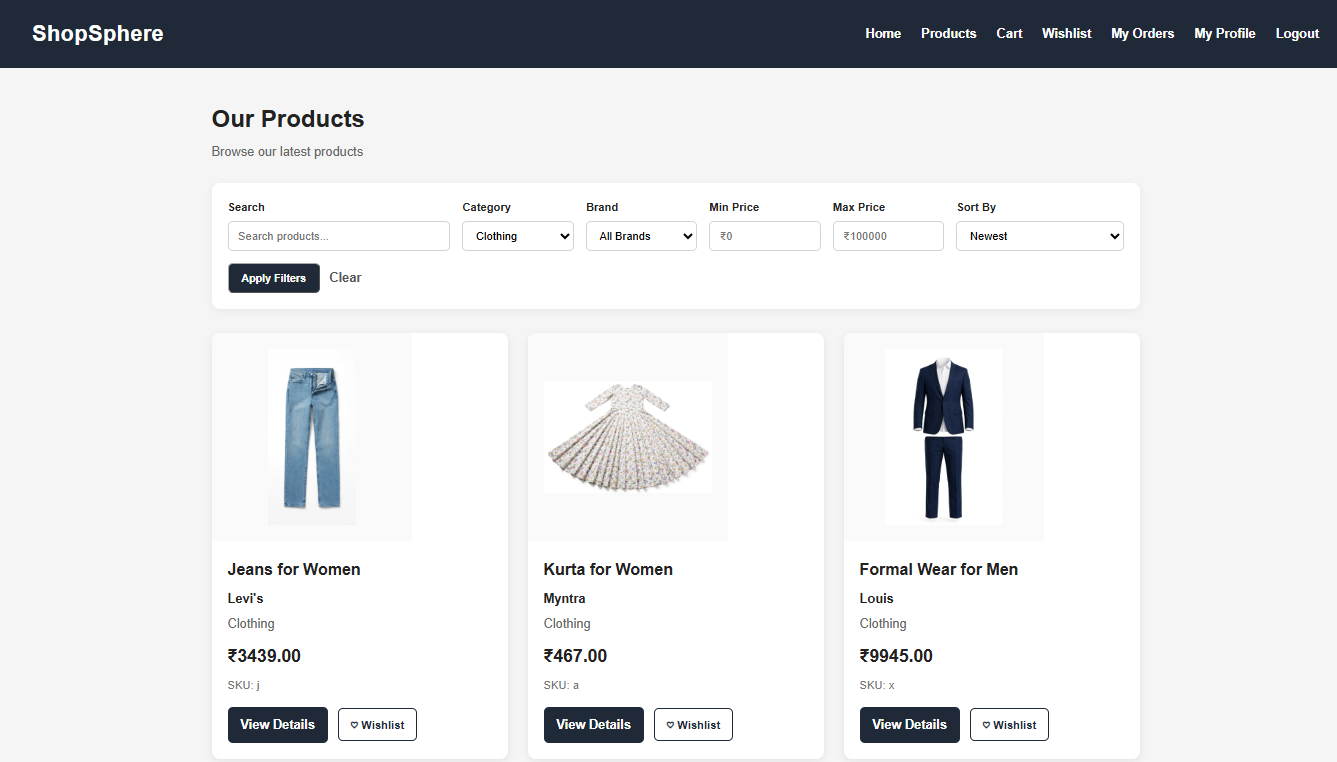 ShopSphere
Home Products Cart Wishlist My Orders My Profile Logout
Our Products
Browse our latest products
Search Category Brand Min Price Max Price Sort By
Search products... Clothing All Brands ₹0 ₹100000 Newest
Apply Filters Clear
Jeans for Women
Levi's
Clothing
₹3439.00
SKU: j
View Details ♡ Wishlist
Kurta for Women
Myntra
Clothing
₹467.00
SKU: a
View Details ♡ Wishlist
Formal Wear for Men
Louis
Clothing
₹9945.00
SKU: x
View Details ♡ Wishlist